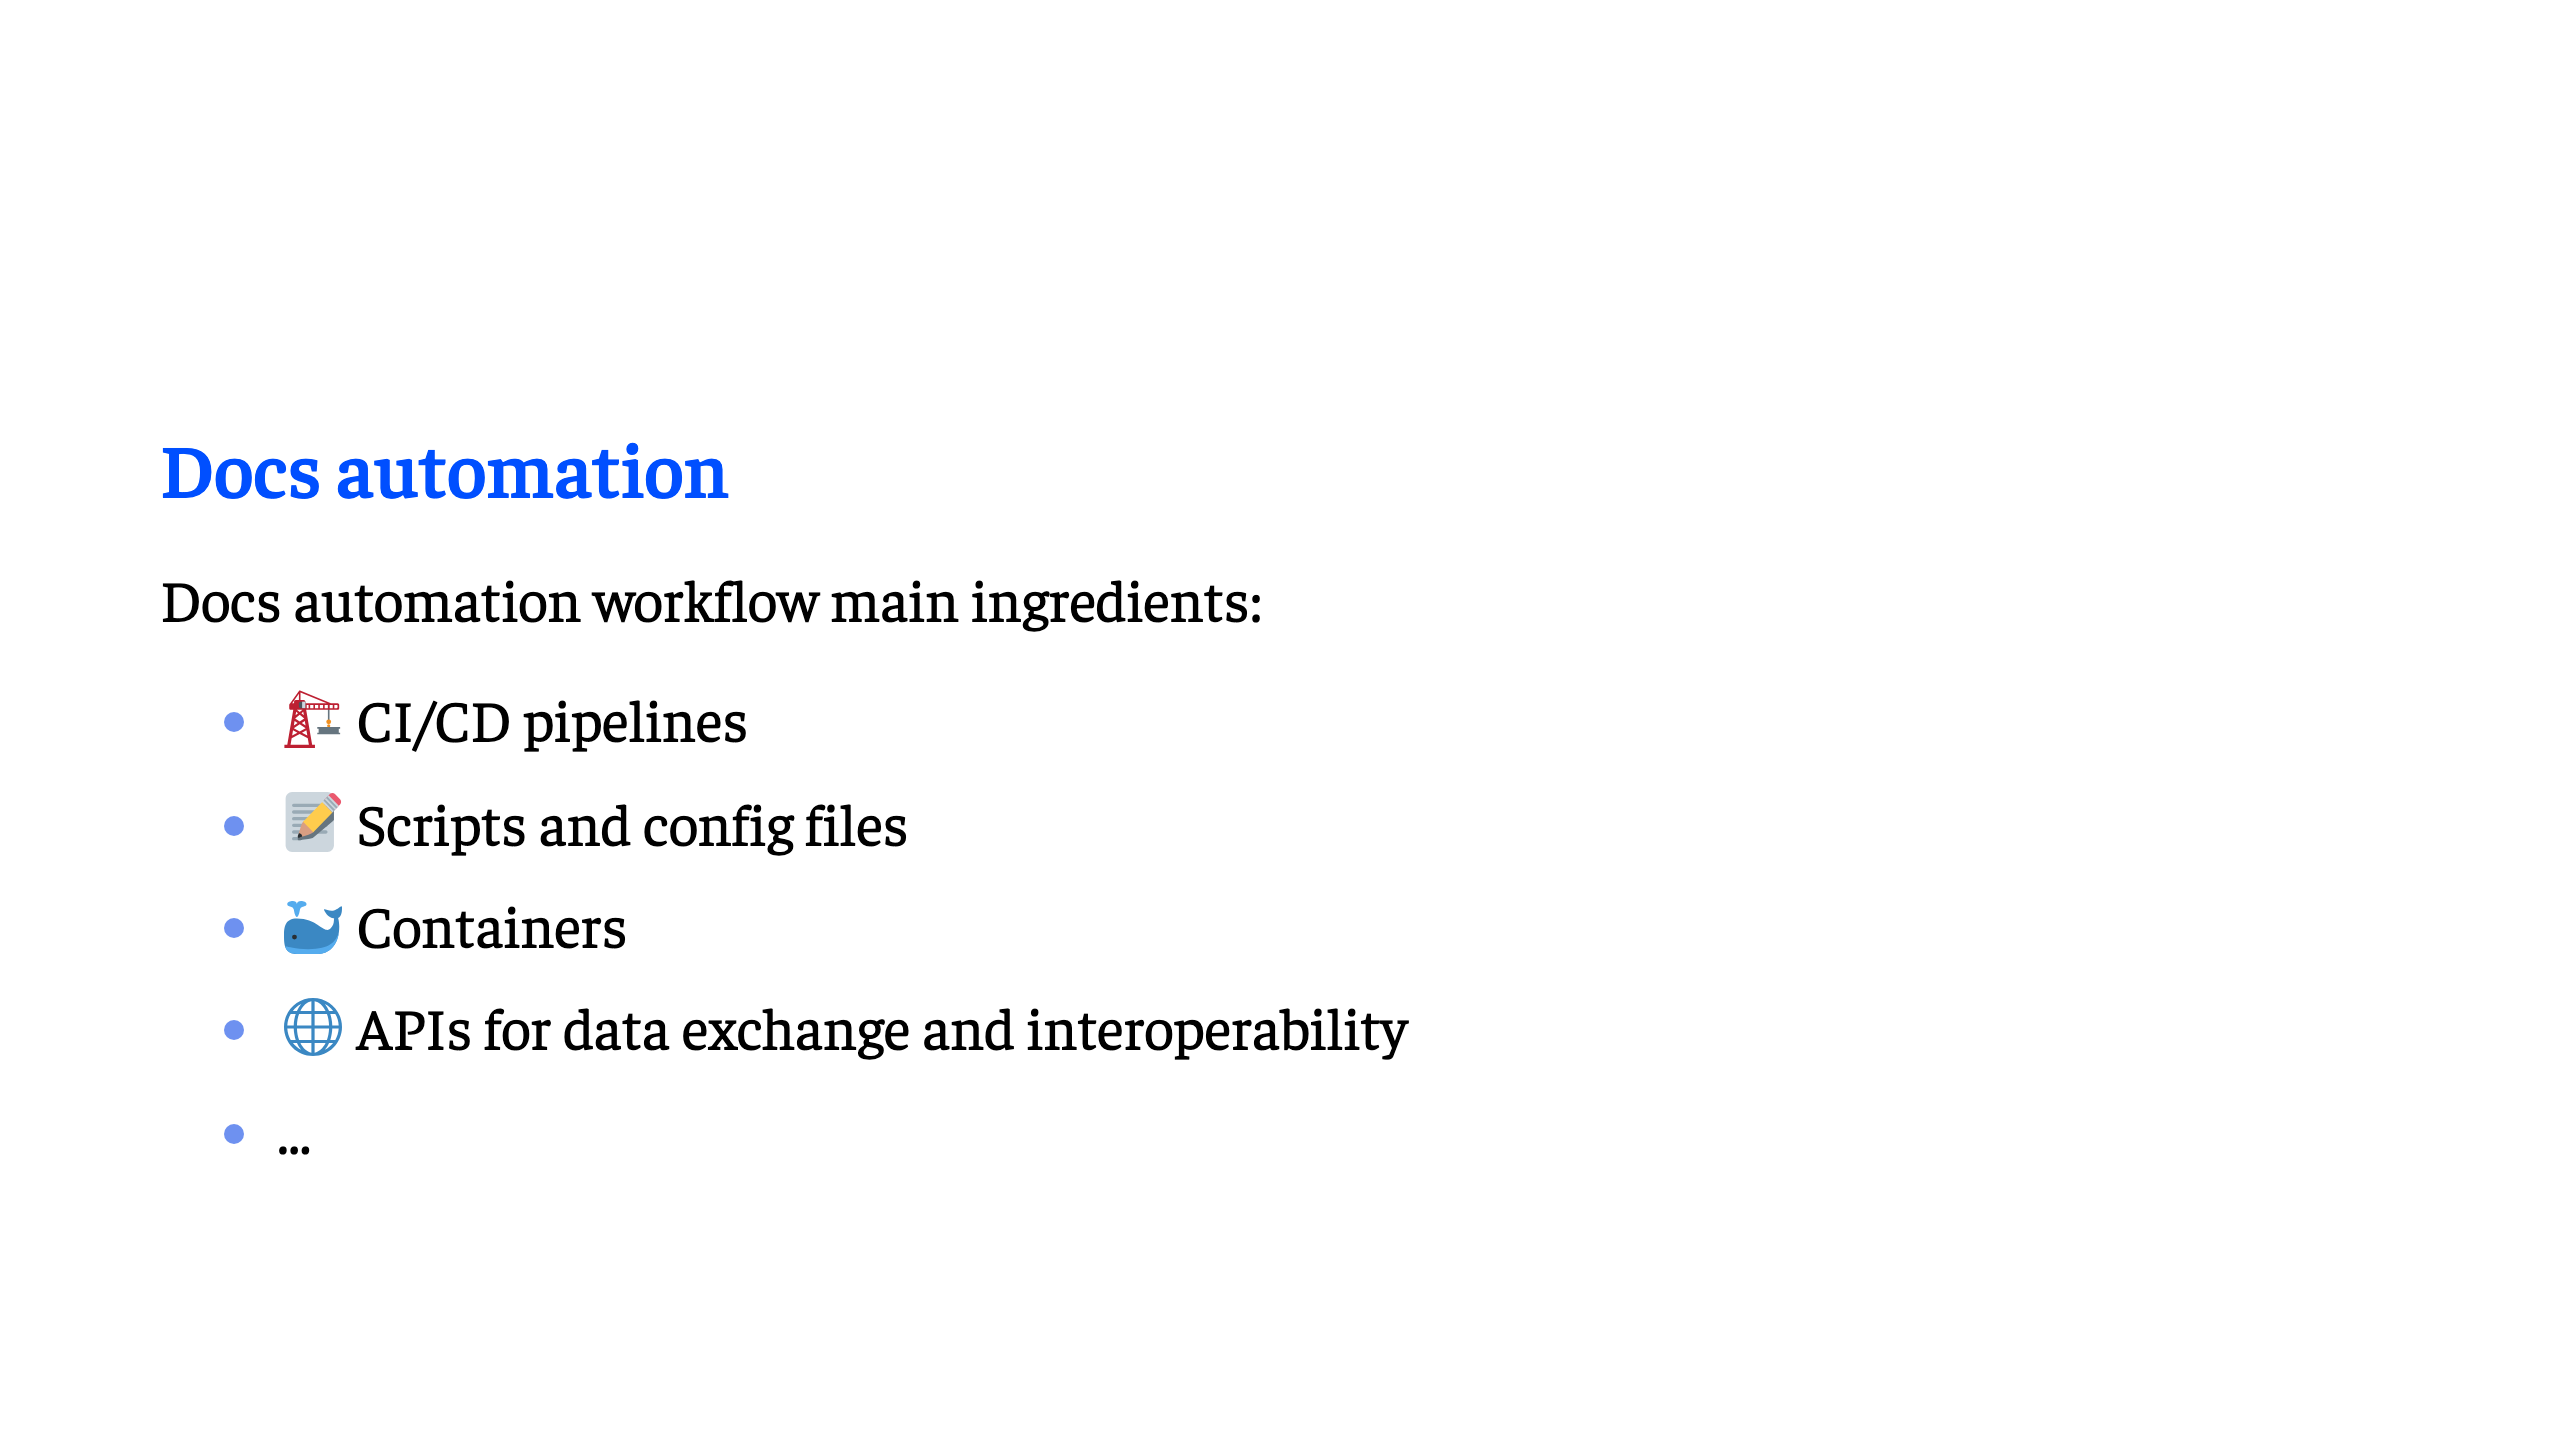 Docs automation
Docs automation workflow main ingredients:
• 🏗 CI/CD pipelines
• 📝 Scripts and config files
• 🐳 Containers
• 🌐 APIs for data exchange and interoperability
• ...